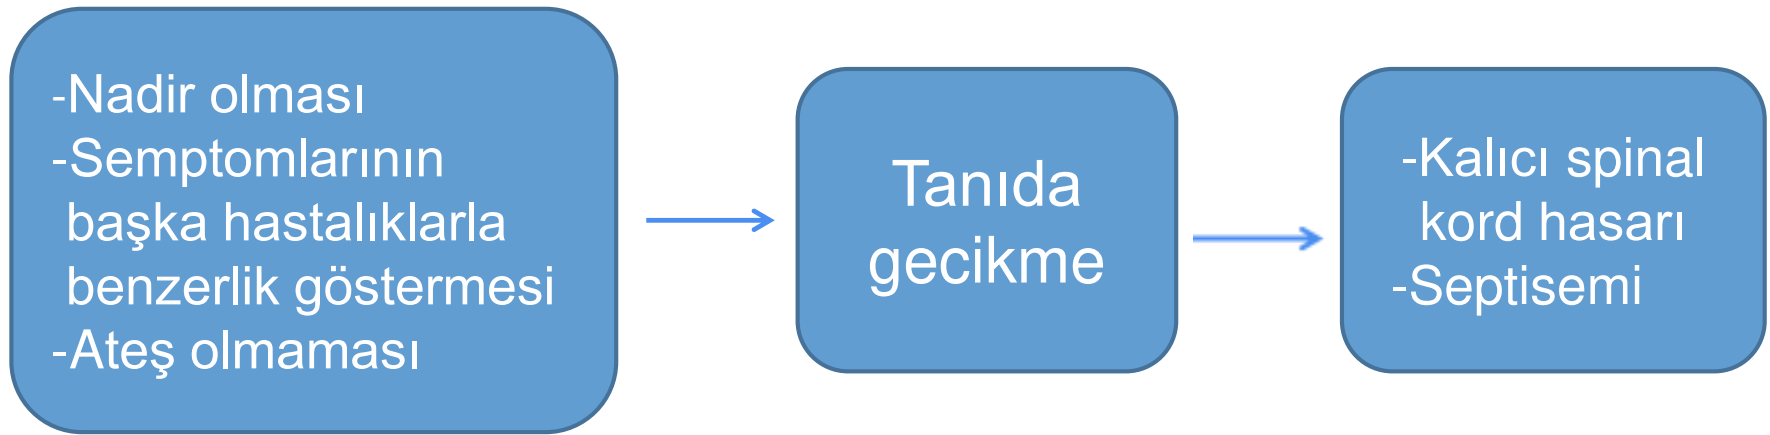 -Nadir olması
-Semptomlarının
başka hastalıklarla
benzerlik göstermesi
-Ateş olmaması
Tanıda
gecikme
-Kalıcı spinal
kord hasarı
-Septisemi